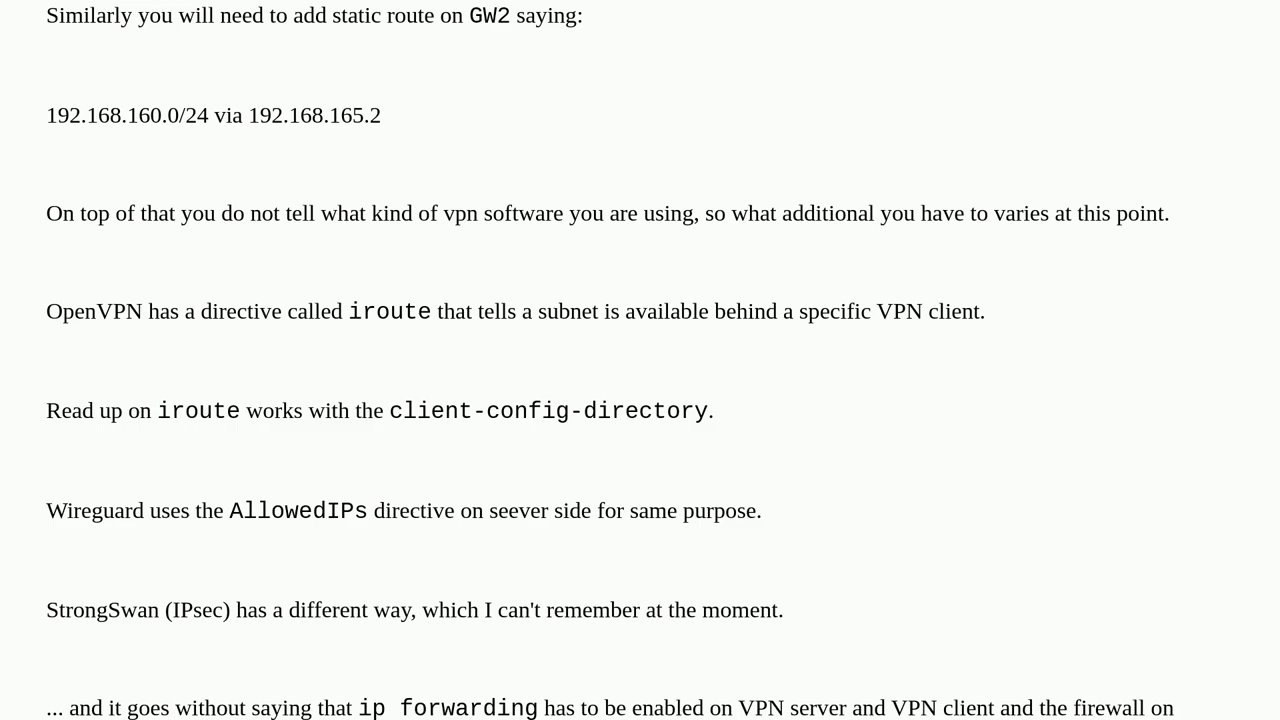 Similarly you will need to add static route on GW2 saying:
192.168.160.0/24 via 192.168.165.2
On top of that you do not tell what kind of vpn software you are using, so what additional you have to varies at this point.
OpenVPN has a directive called iroute that tells a subnet is available behind a specific VPN client.
Read up on iroute works with the client-config-directory.
Wireguard uses the AllowedIPs directive on seever side for same purpose.
StrongSwan (IPsec) has a different way, which I can't remember at the moment.
... and it goes without saying that ip forwarding has to be enabled on VPN server and VPN client and the firewall on